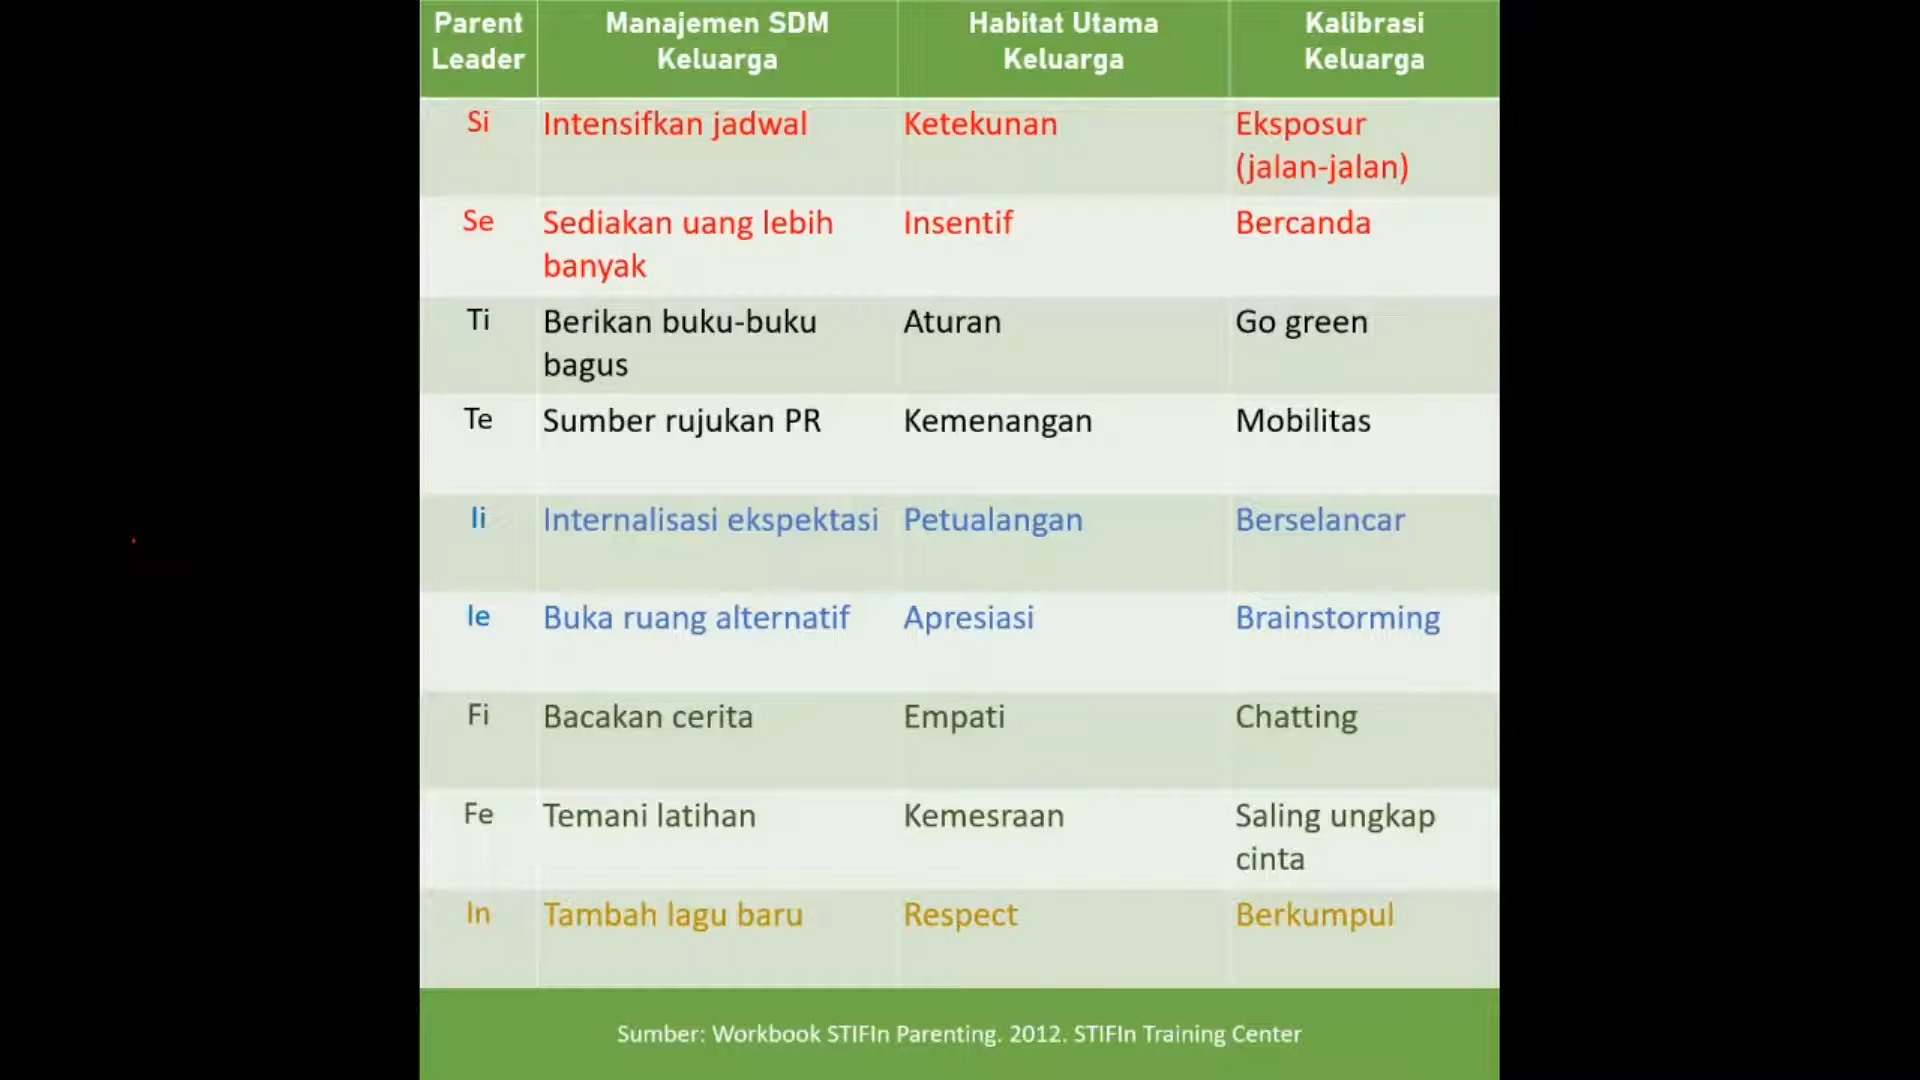 Parent Leader
Manajemen SDM Keluarga
Habitat Utama Keluarga
Kalibrasi Keluarga
Si
Intensifkan jadwal
Ketekunan
Eksposur
(jalan-jalan)
Se
Sediakan uang lebih
banyak
Insentif
Bercanda
Ti
Berikan buku-buku
bagus
Aturan
Go green
Te
Sumber rujukan PR
Kemenangan
Mobilitas
Ii
Internalisasi ekspektasi
Petualangan
Berselancar
Ie
Buka ruang alternatif
Apresiasi
Brainstorming
Fi
Bacakan cerita
Empati
Chatting
Fe
Temani latihan
Kemesraan
Saling ungkap
cinta
In
Tambah lagu baru
Respect
Berkumpul
Sumber: Workbook STIFIn Parenting. 2012. STIFIn Training Center